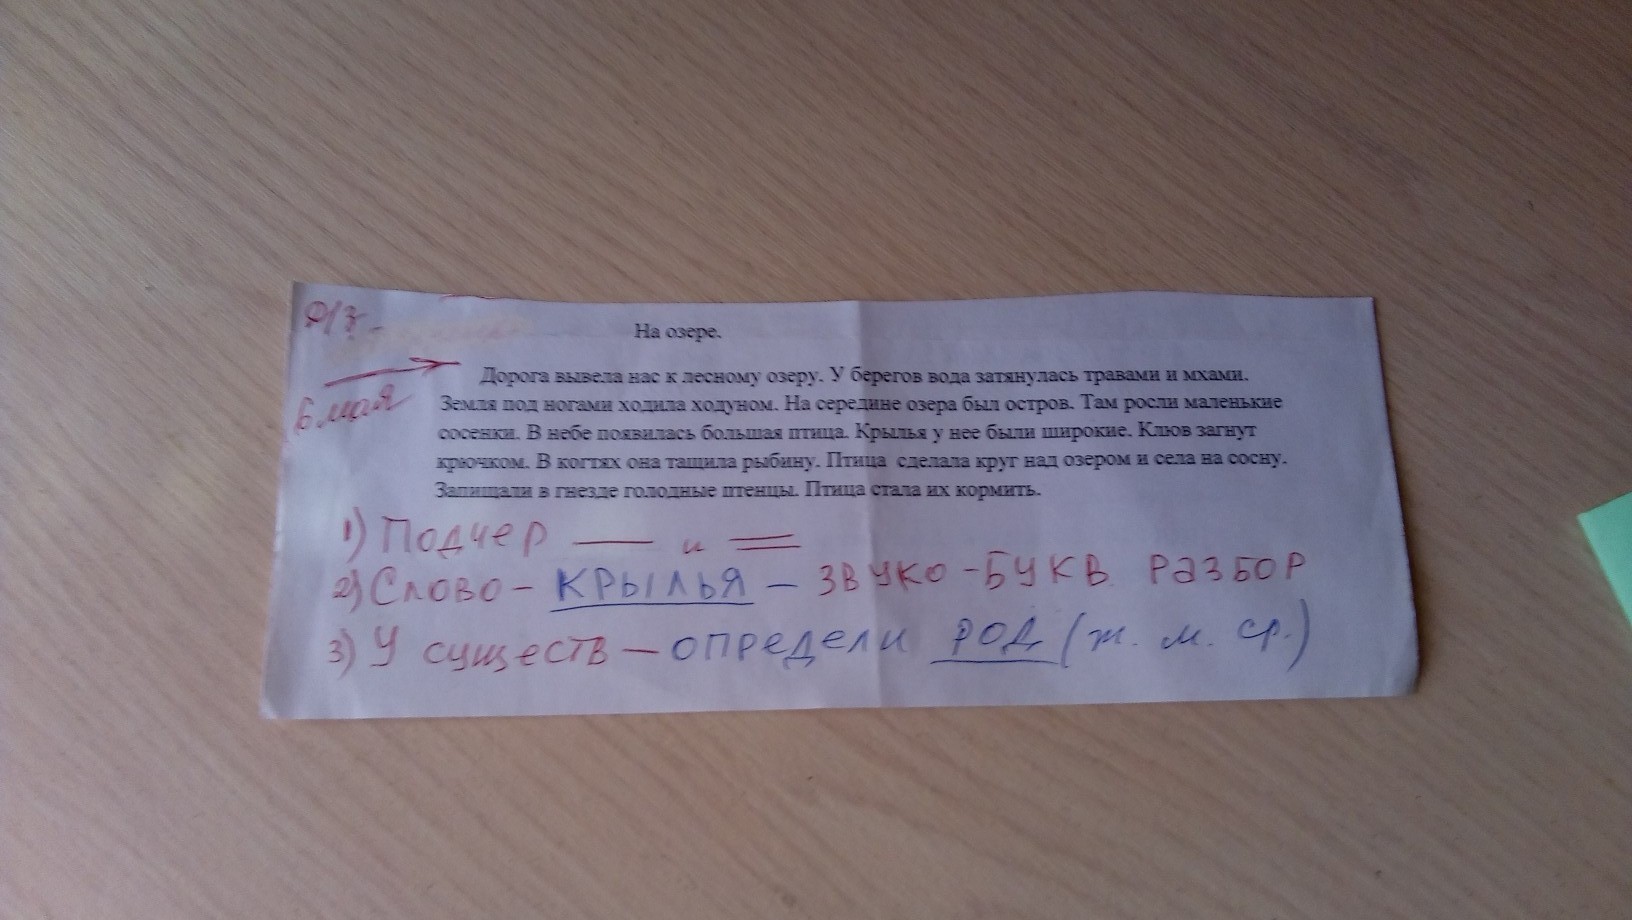 Д/З.
На озере.
Дорога вывела нас к лесному озеру. У берегов вода затянулась травами и мхами.
6 мая
Земля под ногами ходила ходуном. На середине озера был остров. Там росли маленькие
сосенки. В небе появилась большая птица. Крылья у нее были широкие. Клюв загнут
крючком. В когтях она тащила рыбину. Птица сделала круг над озером и села на сосну.
Запищали в гнезде голодные птенцы. Птица стала их кормить.
1) Подчер — и =
2) Слово - КРЫЛЬЯ - ЗВУКО-БУКВ. РАЗБОР
3) У существ - ОПРЕДЕЛИ РОД (ж. м. ср.)